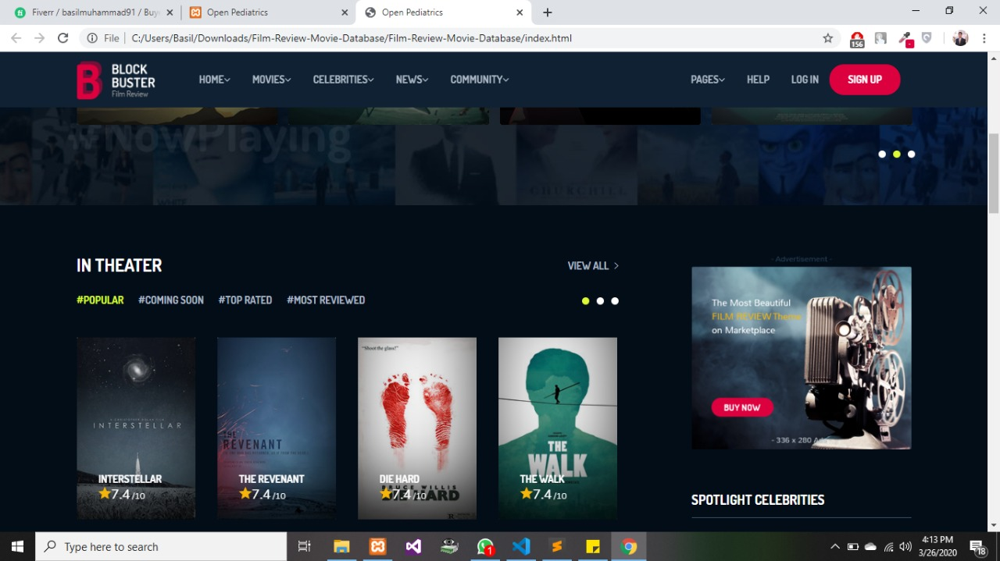 Fiverr / basilmuhammad91 / Buy
Open Pediatrics
Open Pediatrics
File
C:/Users/Basil/Downloads/Film-Review-Movie-Database/Film-Review-Movie-Database/index.html
156
BLOCK
BUSTER
Film Review
HOME MOVIES CELEBRITIES NEWS COMMUNITY PAGES HELP LOG IN SIGN UP
S#NowPlaying
CHURCHILL
WHITE
IN THEATER
VIEW ALL
#POPULAR #COMING SOON #TOP RATED #MOST REVIEWED
- Advertisement -
The Most Beautiful
FILM REVIEW Theme
on Marketplace
BUY NOW
- 336 x 280
INTERSTELLAR
INTERSTELLAR
7.4 /10
THE
REVENANT
THE REVENANT
7.4 /10
"Shoot the glass!"
DIE HARD
BRUCE WILLIS
DIE HARD
7.4 /10
R
THE
WALK
THE WALK
7.4 /10
SPOTLIGHT CELEBRITIES
Type here to search
1
4:13 PM
3/26/2020
18